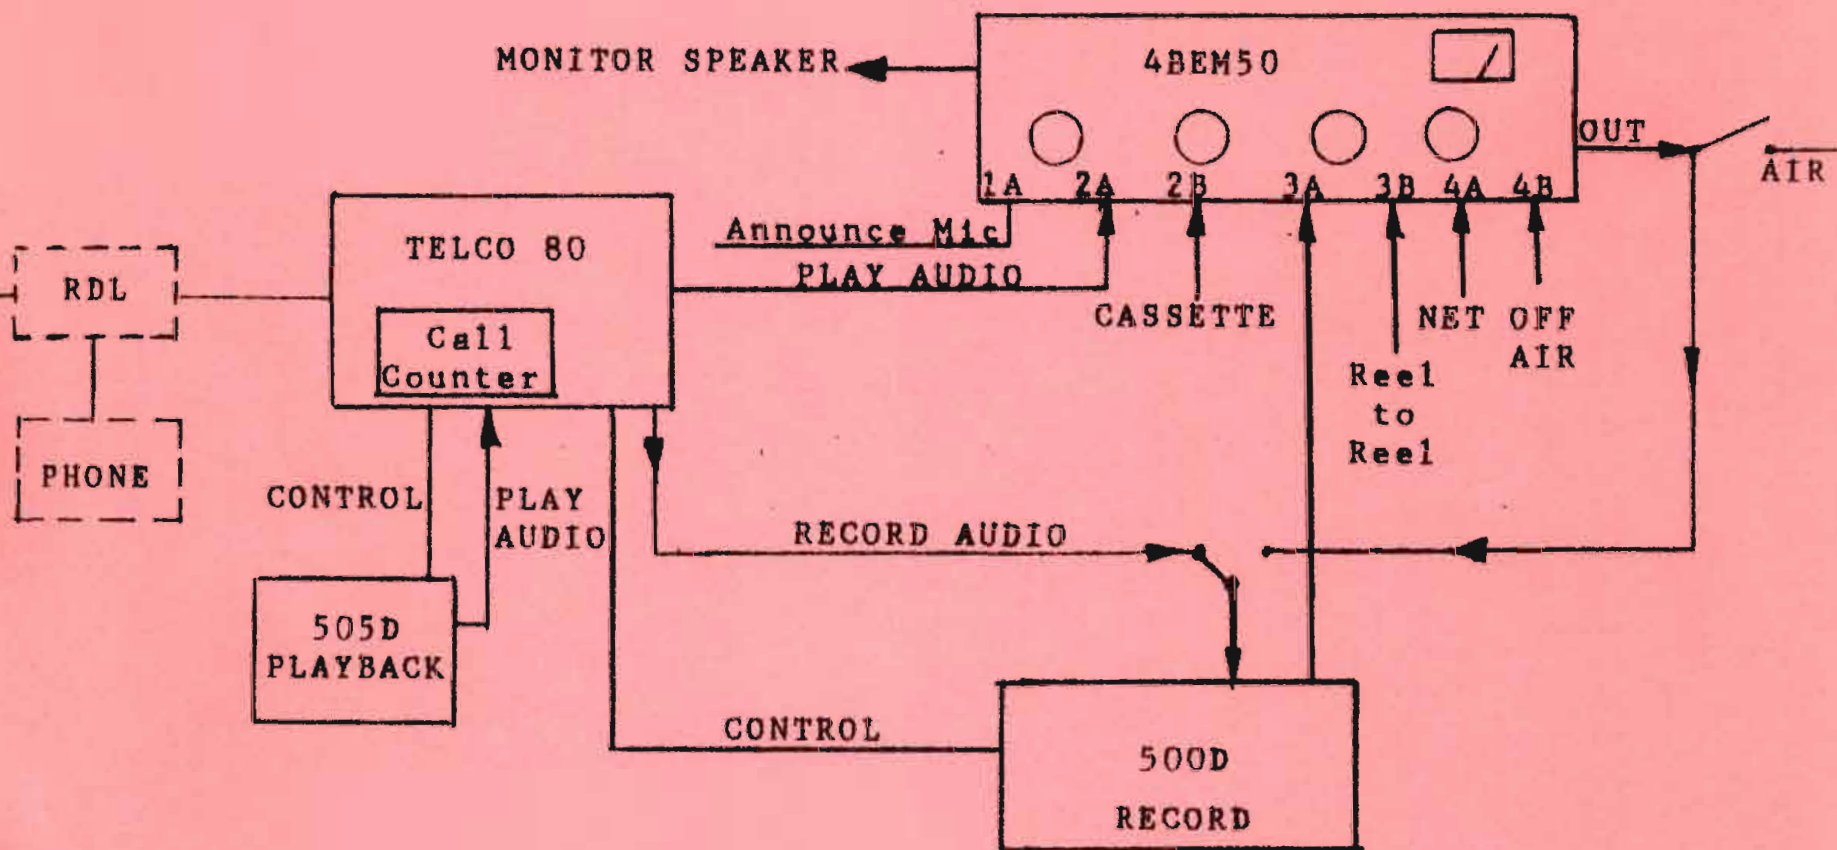 MONITOR SPEAKER
4BEM50
OUT
AIR
1A 2A 2B 3A 3B 4A 4B
TELCO 80
Call
Counter
Announce Mic
PLAY AUDIO
RDL
CASSETTE
NET
OFF
AIR
Reel
to
Reel
PHONE
CONTROL
PLAY
AUDIO
RECORD AUDIO
505D
PLAYBACK
CONTROL
500D
RECORD